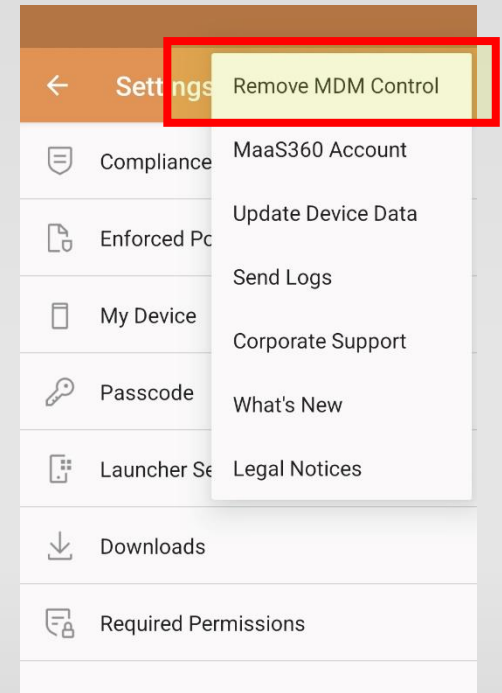 Settings
Remove MDM Control
Compliance
MaaS360 Account
Update Device Data
Enforced Po
Send Logs
My Device
Corporate Support
Passcode
What's New
Launcher Se
Legal Notices
Downloads
Required Permissions